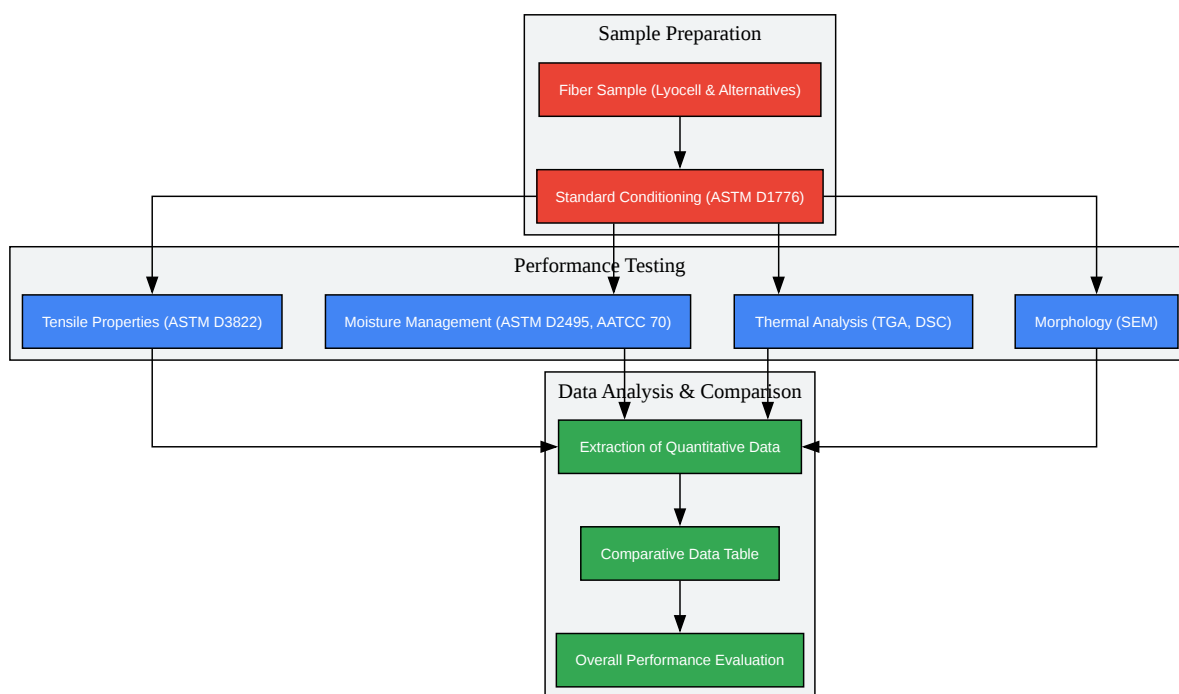 Sample Preparation
Fiber Sample (Lyocell & Alternatives)
Standard Conditioning (ASTM D1776)
Performance Testing
Tensile Properties (ASTM D3822)
Moisture Management (ASTM D2495, AATCC 70)
Thermal Analysis (TGA, DSC)
Morphology (SEM)
Data Analysis & Comparison
Extraction of Quantitative Data
Comparative Data Table
Overall Performance Evaluation